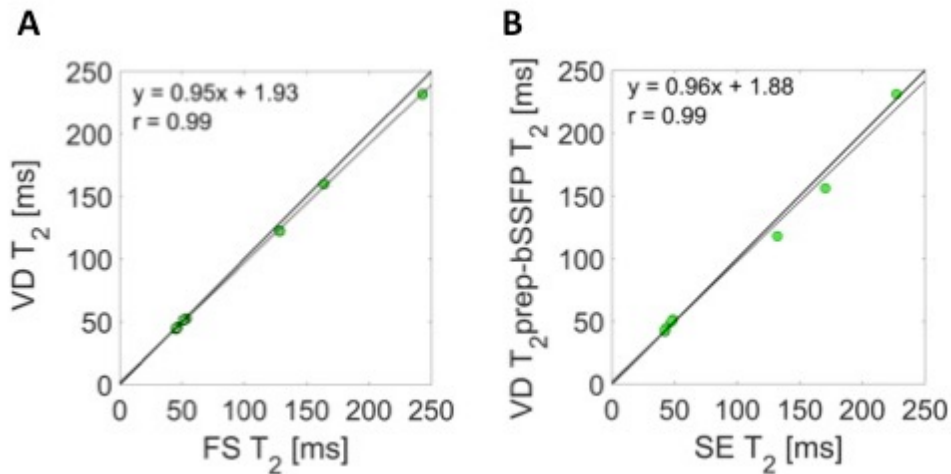 A
y = 0.95x + 1.93
r = 0.99
VD T2 [ms]
250
200
150
100
50
0
0 50 100 150 200 250
FS T2 [ms]
B
y = 0.96x + 1.88
r = 0.99
VD T2prep-bSSFP T2 [ms]
250
200
150
100
50
0
0 50 100 150 200 250
SE T2 [ms]